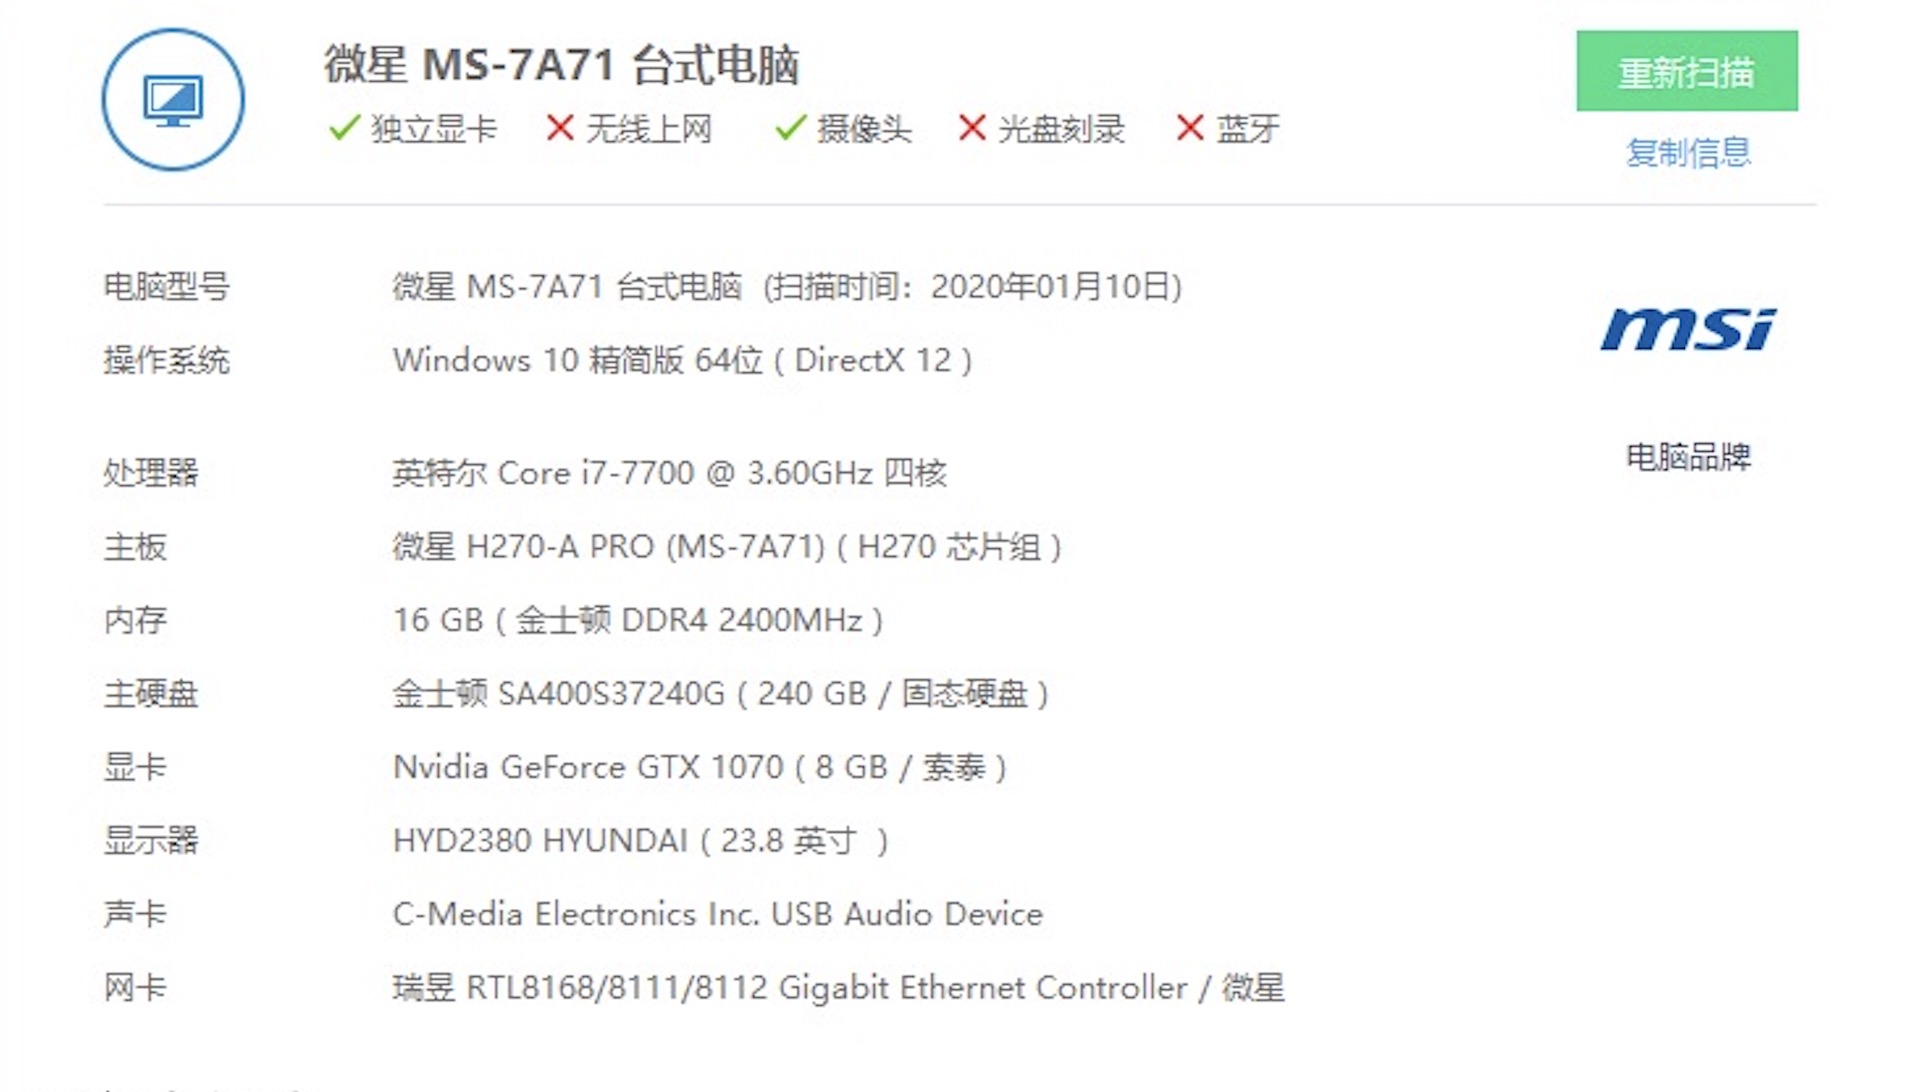 微星 MS-7A71 台式电脑
重新扫描
独立显卡 无线上网 摄像头 光盘刻录 蓝牙
复制信息
电脑型号 微星 MS-7A71 台式电脑 (扫描时间：2020年01月10日)
msi
操作系统 Windows 10 精简版 64位 ( DirectX 12 )
电脑品牌
处理器 英特尔 Core i7-7700 @ 3.60GHz 四核
主板 微星 H270-A PRO (MS-7A71) ( H270 芯片组 )
内存 16 GB ( 金士顿 DDR4 2400MHz )
主硬盘 金士顿 SA400S37240G ( 240 GB / 固态硬盘 )
显卡 Nvidia GeForce GTX 1070 ( 8 GB / 索泰 )
显示器 HYD2380 HYUNDAI ( 23.8 英寸 )
声卡 C-Media Electronics Inc. USB Audio Device
网卡 瑞昱 RTL8168/8111/8112 Gigabit Ethernet Controller / 微星